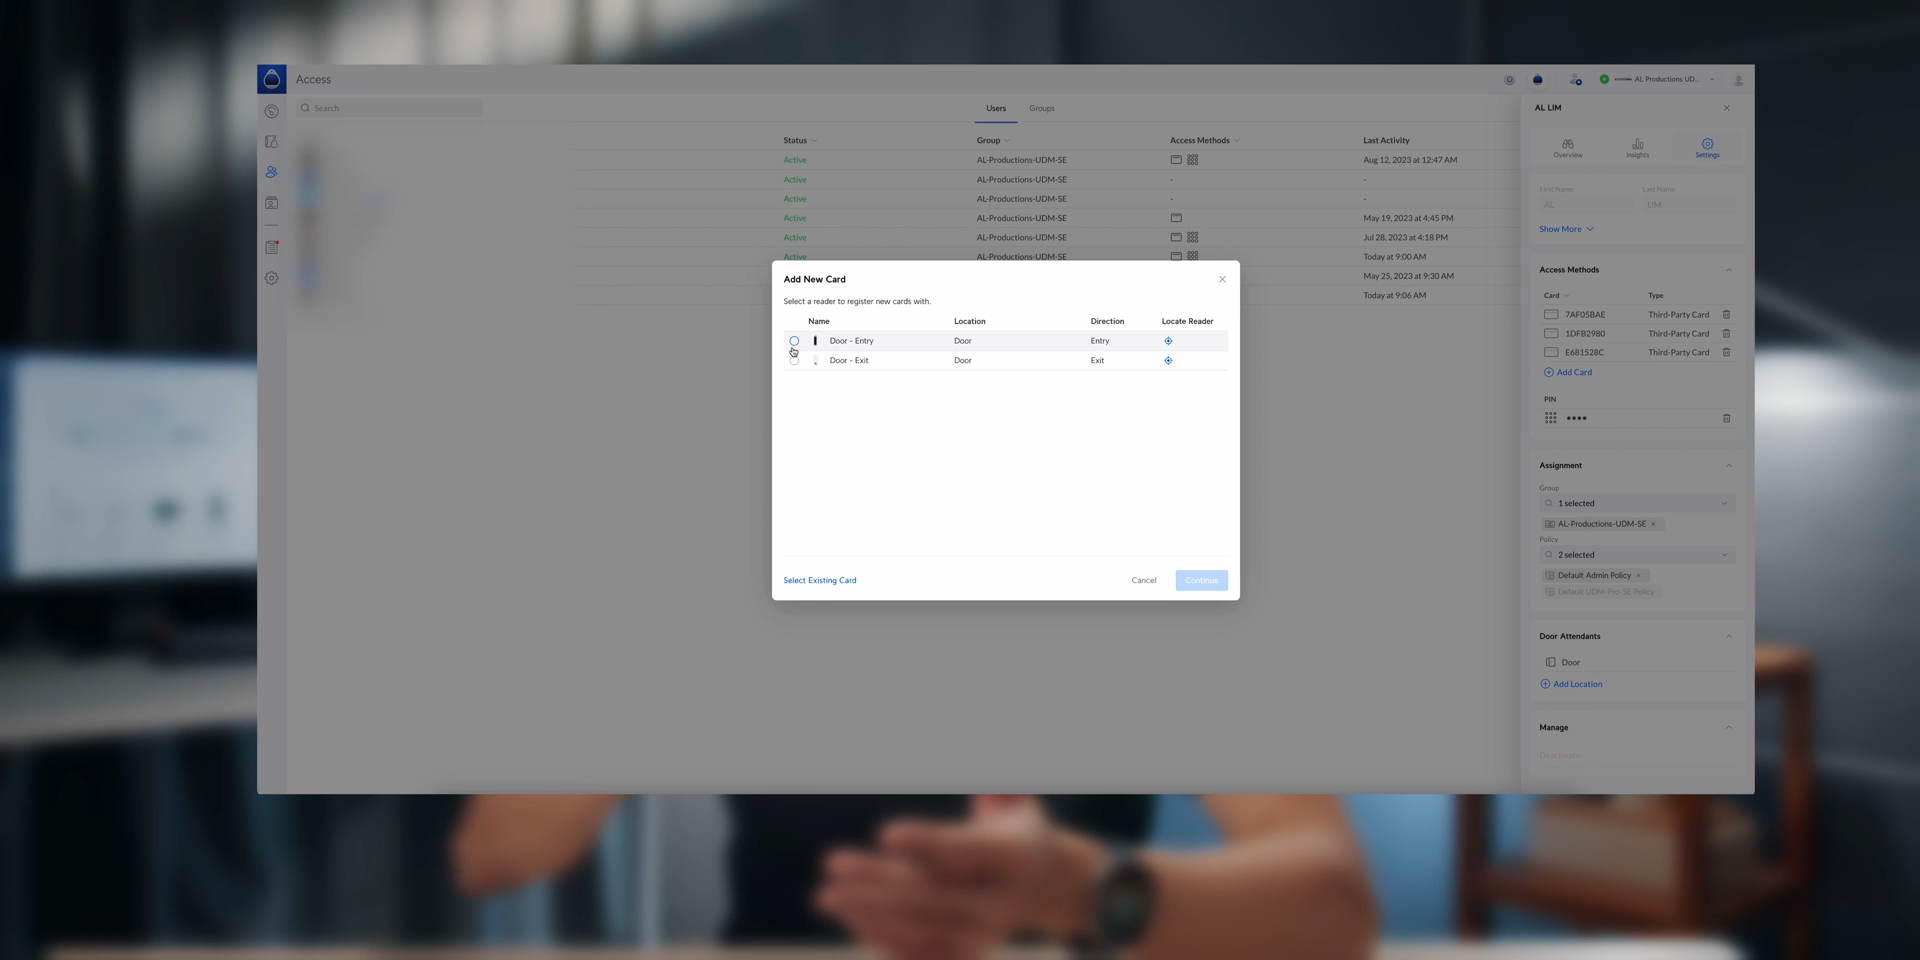 Access
AL Productions UD...
Search
Users
Groups
Status
Group
Access Methods
Last Activity
Active
AL-Productions-UDM-SE
Aug 12, 2023 at 12:47 AM
Active
AL-Productions-UDM-SE
-
-
Active
AL-Productions-UDM-SE
-
-
Active
AL-Productions-UDM-SE
May 19, 2023 at 4:45 PM
Active
AL-Productions-UDM-SE
Jul 28, 2023 at 4:18 PM
Active
AL-Productions-UDM-SE
Today at 9:00 AM
May 25, 2023 at 9:30 AM
Today at 9:06 AM
Add New Card
Select a reader to register new cards with.
Name
Location
Direction
Locate Reader
Door - Entry
Door
Entry
Door - Exit
Door
Exit
Select Existing Card
Cancel
Continue
AL LIM
Overview
Insights
Settings
First Name
Last Name
AL
LIM
Show More
Access Methods
Card
Type
7AF05BAE
Third-Party Card
1DFB2980
Third-Party Card
E681528C
Third-Party Card
Add Card
PIN
••••
Assignment
Group
1 selected
AL-Productions-UDM-SE
Policy
2 selected
Default Admin Policy
Default UDM-Pro-SE Policy
Door Attendants
Door
Add Location
Manage
Deactivate